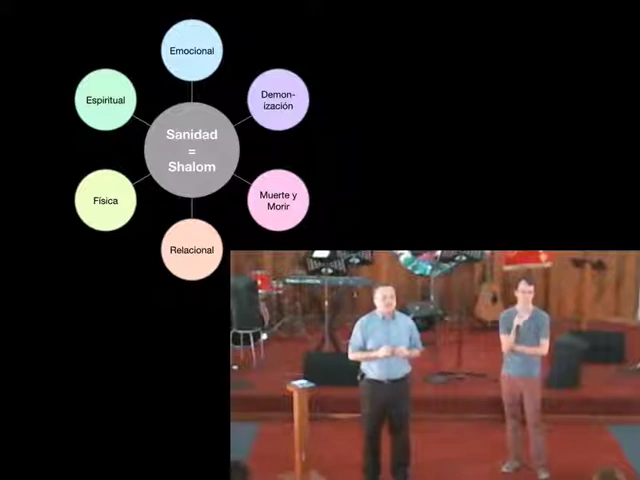 Emocional
Demon-
ización
Espiritual
Sanidad
=
Shalom
Física
Muerte y
Morir
Relacional